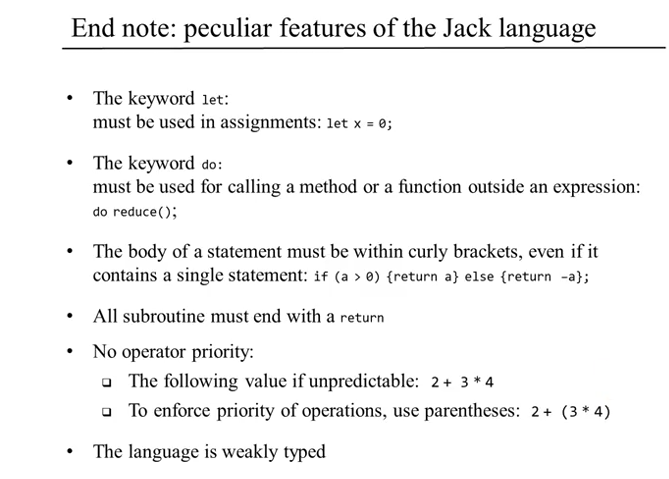 End note: peculiar features of the Jack language
• The keyword let:
must be used in assignments: let x = 0;
• The keyword do:
must be used for calling a method or a function outside an expression:
do reduce();
• The body of a statement must be within curly brackets, even if it
contains a single statement: if (a > 0) {return a} else {return -a};
• All subroutine must end with a return
• No operator priority:
❑ The following value if unpredictable: 2 + 3 * 4
❑ To enforce priority of operations, use parentheses: 2 + (3 * 4)
• The language is weakly typed